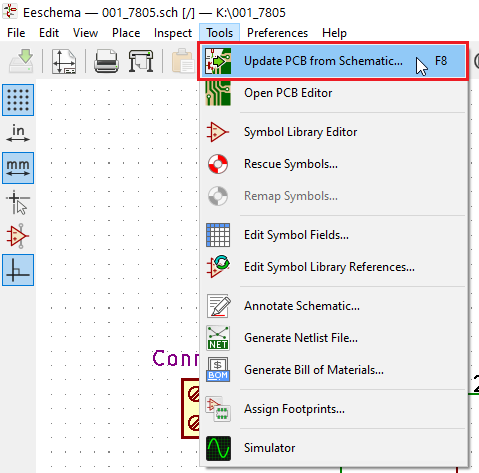 Eeschema — 001_7805.sch [/] — K:\001_7805
File Edit View Place Inspect Tools Preferences Help
Update PCB from Schematic... F8
Open PCB Editor
in
Symbol Library Editor
mm
Rescue Symbols...
Remap Symbols...
Edit Symbol Fields...
Edit Symbol Library References...
Annotate Schematic...
NET
Generate Netlist File...
Conn
BOM
Generate Bill of Materials...
2
Assign Footprints...
Simulator